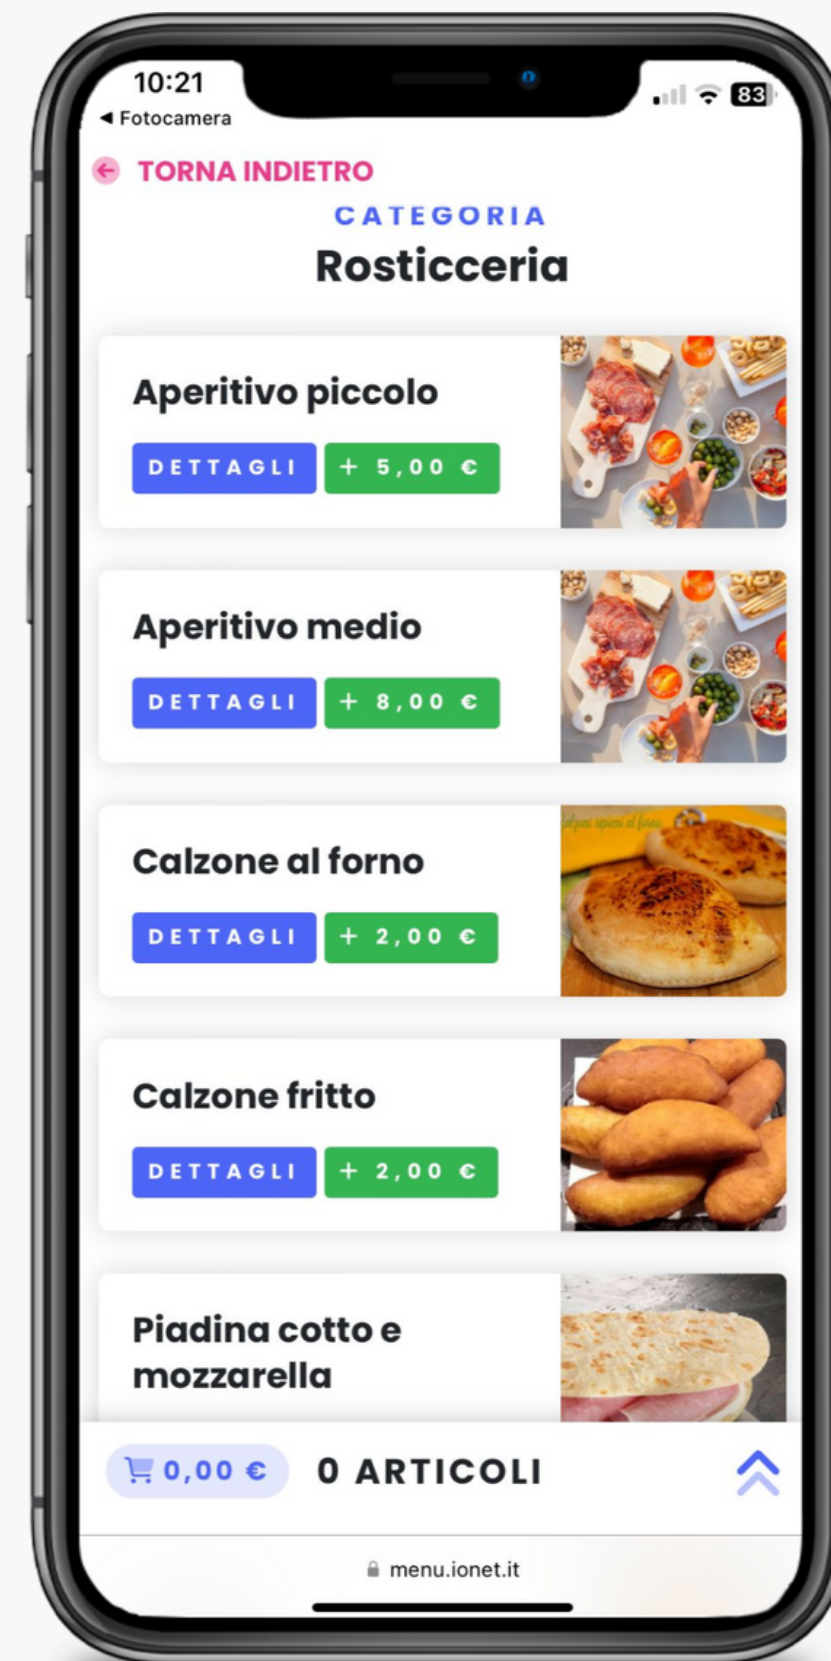 10:21
83
◀ Fotocamera
TORNA INDIETRO
CATEGORIA
Rosticceria
Aperitivo piccolo
DETTAGLI + 5,00 €
Aperitivo medio
DETTAGLI + 8,00 €
Calzone al forno
DETTAGLI + 2,00 €
Calzone fritto
DETTAGLI + 2,00 €
Piadina cotto e
mozzarella
0,00 € 0 ARTICOLI
menu.ionet.it